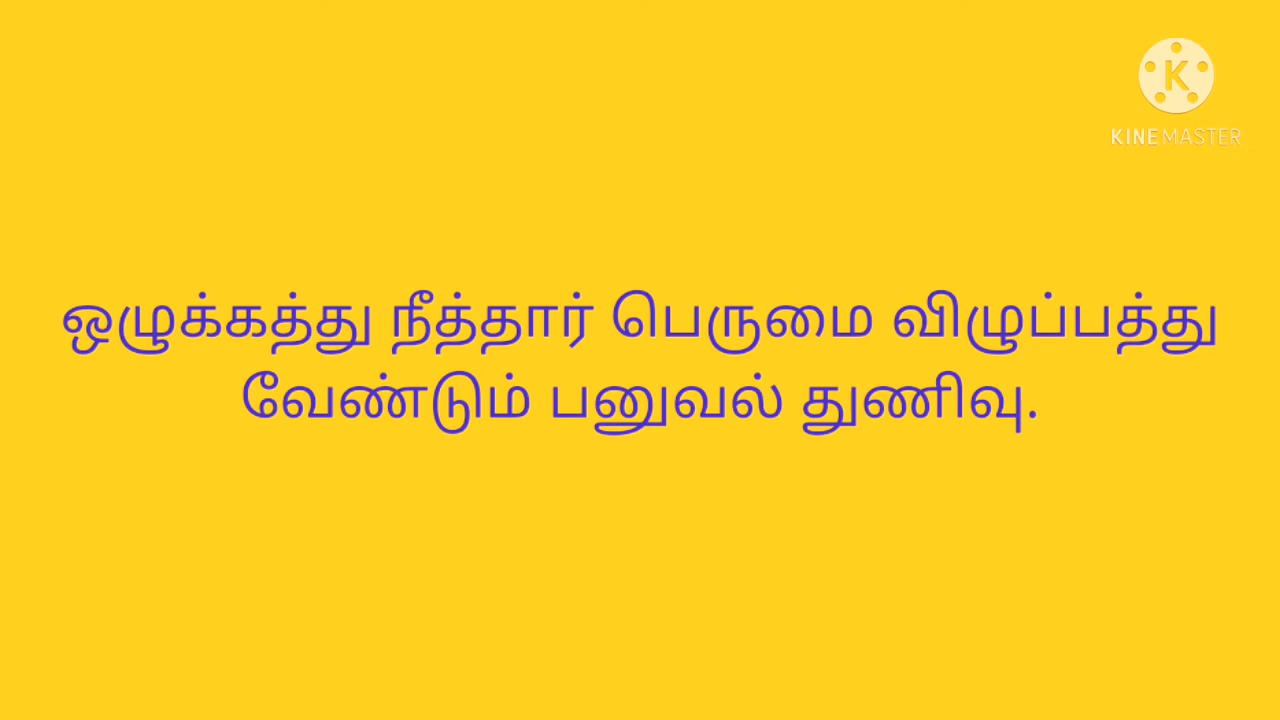 K
KINEMASTER
ஒழுக்கத்து நீத்தார் பெருமை விழுப்பத்து
வேண்டும் பனுவல் துணிவு.